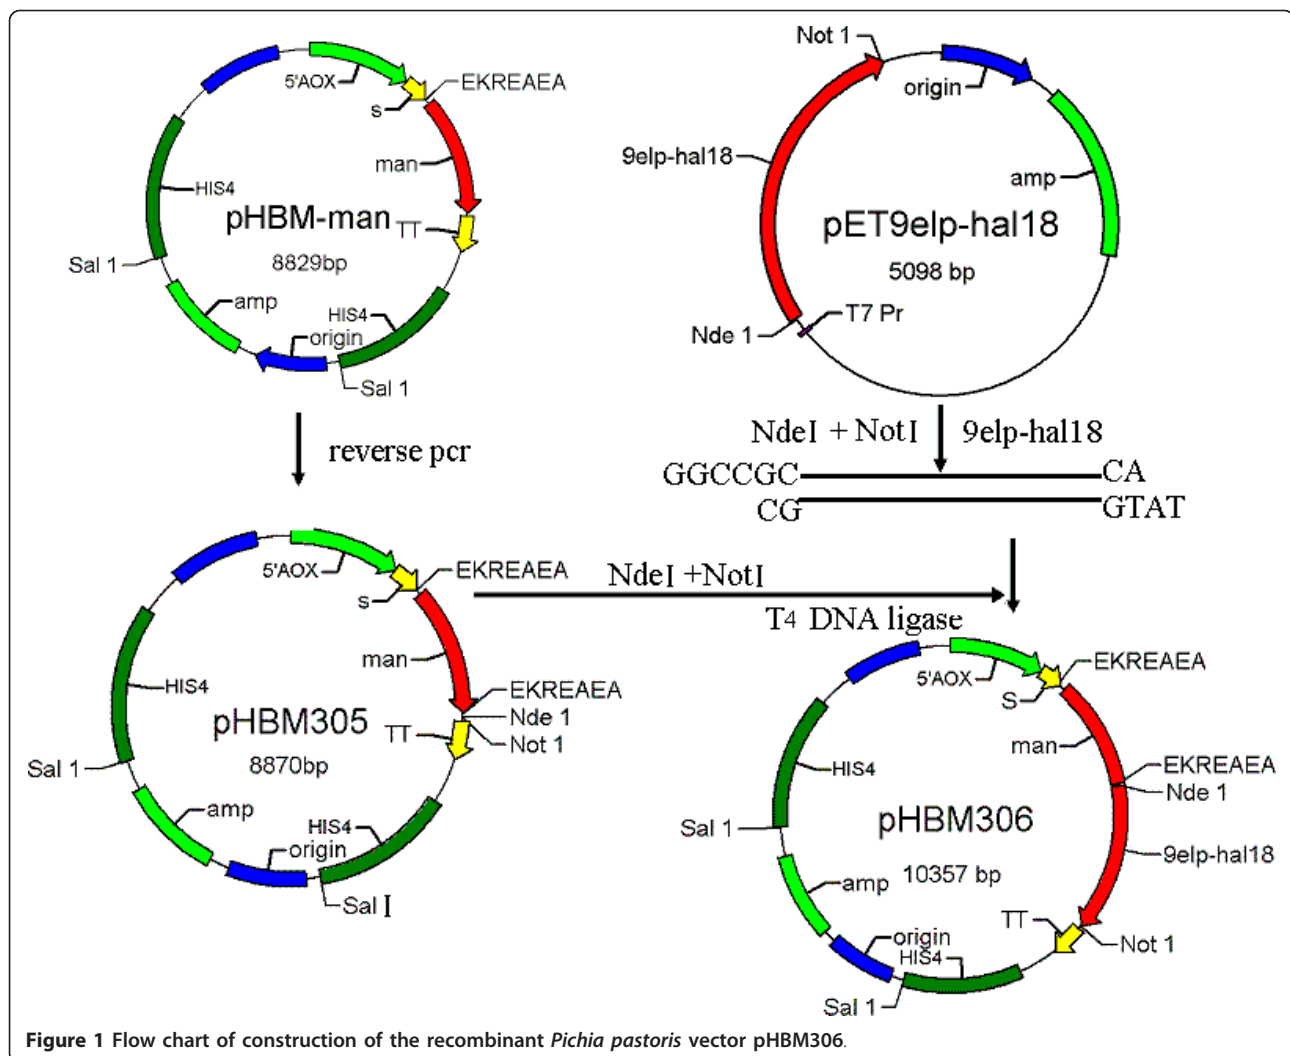 5'AOX
EKREAEA
s
man
HIS4
pHBM-man
TT
8829bp
Sal 1
amp
HIS4
origin
Sal 1
Not 1
origin
9elp-hal18
amp
pET9elp-hal18
5098 bp
T7 Pr
Nde 1
reverse pcr
NdeI + NotI
9elp-hal18
GGCCGC
CA
CG
GTAT
5'AOX
EKREAEA
s
man
HIS4
EKREAEA
Nde 1
pHBM305
TT
Not 1
8870bp
Sal 1
amp
HIS4
origin
Sal I
NdeI +NotI
T4 DNA ligase
5'AOX
EKREAEA
S
man
HIS4
EKREAEA
Nde 1
pHBM306
Sal 1
9elp-hal18
10357 bp
amp
TT
origin
Not 1
HIS4
Sal 1
Figure 1 Flow chart of construction of the recombinant Pichia pastoris vector pHBM306.